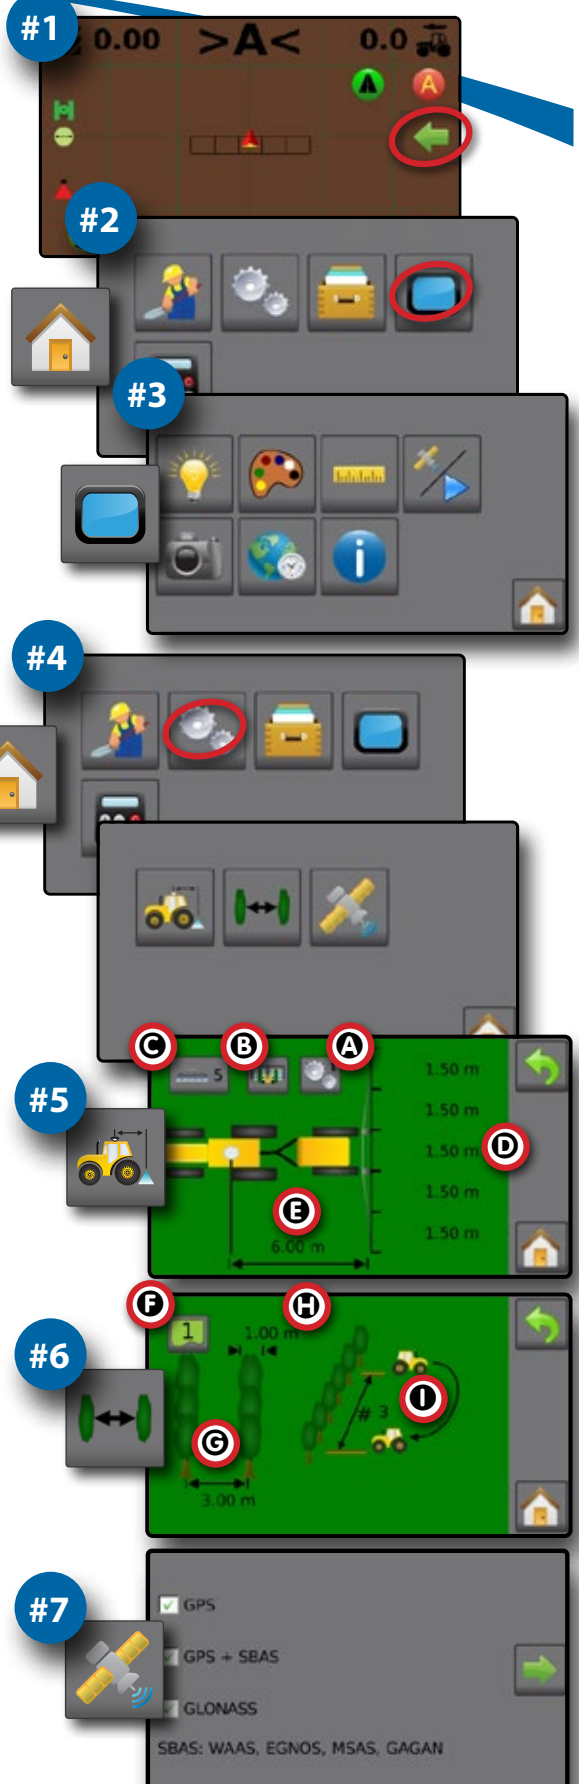 #1
0.00 >A< 0.0
A A
#2
#3
#4
C B A
5
#5
1.50 m
1.50 m
1.50 m D
1.50 m
1.50 m
E
6.00 m
F H
1 1.00 m
#6
I
# 3
G
3.00 m
#7
GPS
GPS + SBAS
GLONASS
SBAS: WAAS, EGNOS, MSAS, GAGAN